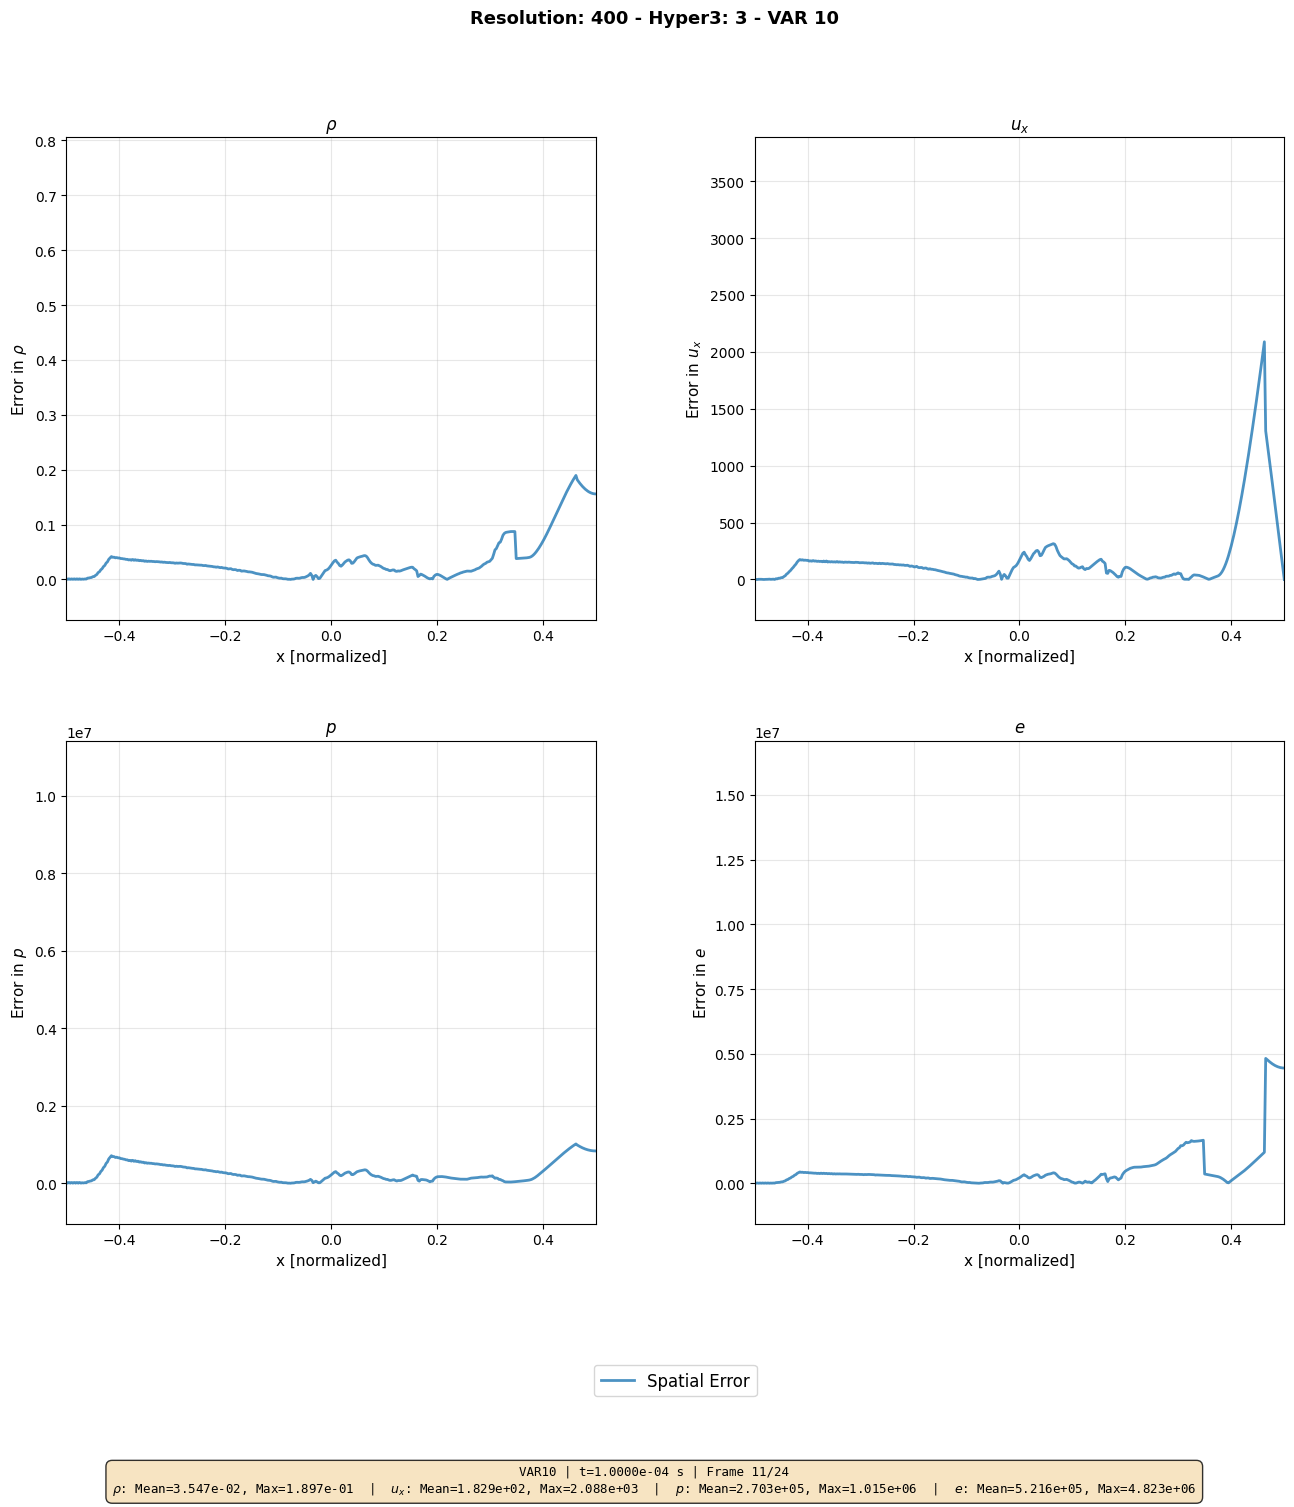 Resolution: 400 - Hyper3: 3 - VAR 10
ρ
0.8
0.7
0.6
0.5
0.4
0.3
0.2
0.1
0.0
Error in ρ
−0.4 −0.2 0.0 0.2 0.4
x [normalized]
u_x
3500
3000
2500
2000
1500
1000
500
0
Error in u_x
−0.4 −0.2 0.0 0.2 0.4
x [normalized]
p
1e7
1.0
0.8
0.6
0.4
0.2
0.0
Error in p
−0.4 −0.2 0.0 0.2 0.4
x [normalized]
e
1e7
1.50
1.25
1.00
0.75
0.50
0.25
0.00
Error in e
−0.4 −0.2 0.0 0.2 0.4
x [normalized]
Spatial Error
VAR10 | t=1.0000e-04 s | Frame 11/24
ρ: Mean=3.547e-02, Max=1.897e-01 | u_x: Mean=1.829e+02, Max=2.088e+03 | p: Mean=2.703e+05, Max=1.015e+06 | e: Mean=5.216e+05, Max=4.823e+06